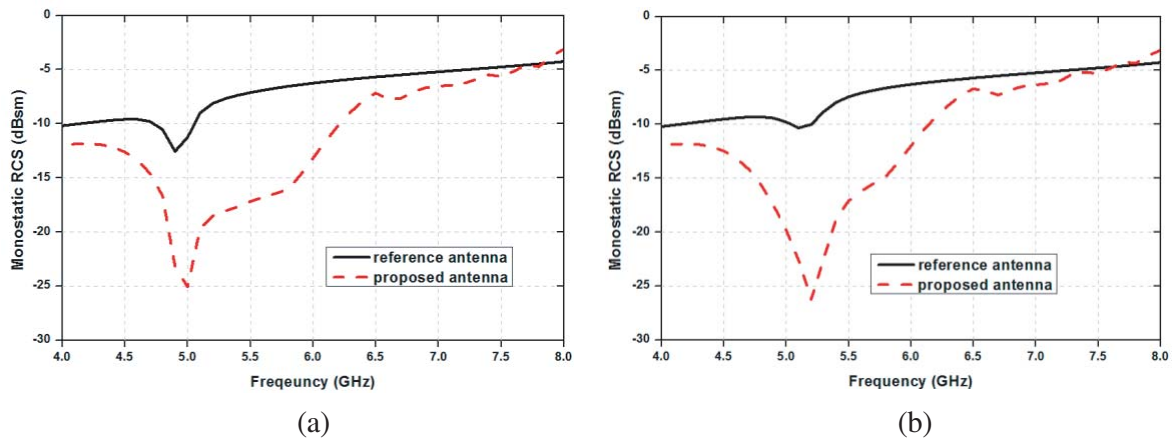 0
-5
-10
-15
-20
-25
-30
Monostatic RCS (dBsm)
reference antenna
proposed antenna
4.0 4.5 5.0 5.5 6.0 6.5 7.0 7.5 8.0
Freqeuncy (GHz)
(a)
0
-5
-10
-15
-20
-25
-30
Monostatic RCS (dBsm)
reference antenna
proposed antenna
4.0 4.5 5.0 5.5 6.0 6.5 7.0 7.5 8.0
Frequency (GHz)
(b)